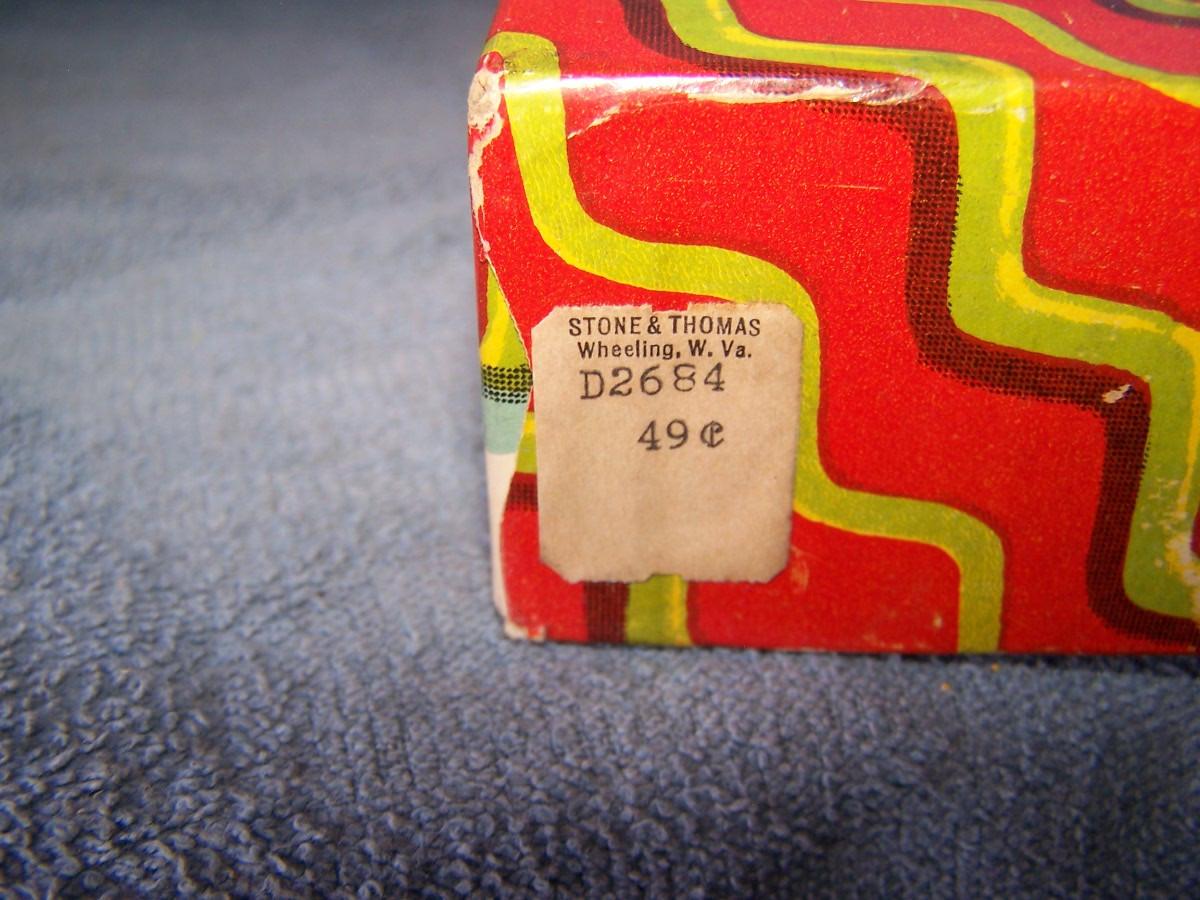 STONE & THOMAS
Wheeling, W. Va.
D2684
49¢